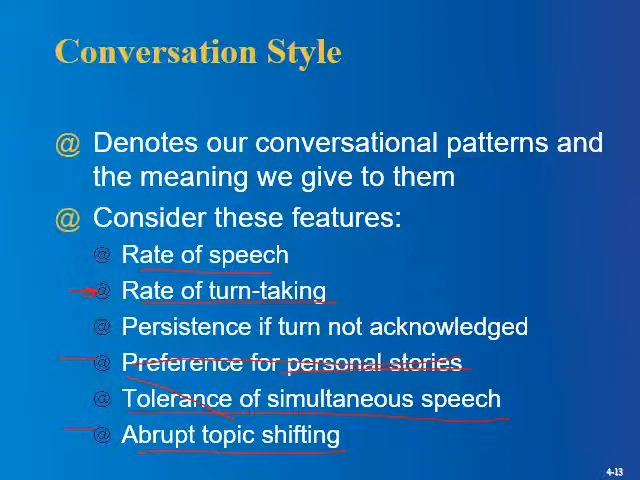 Conversation Style
@ Denotes our conversational patterns and
the meaning we give to them
@ Consider these features:
@ Rate of speech
@ Rate of turn-taking
@ Persistence if turn not acknowledged
@ Preference for personal stories
@ Tolerance of simultaneous speech
@ Abrupt topic shifting
4-13